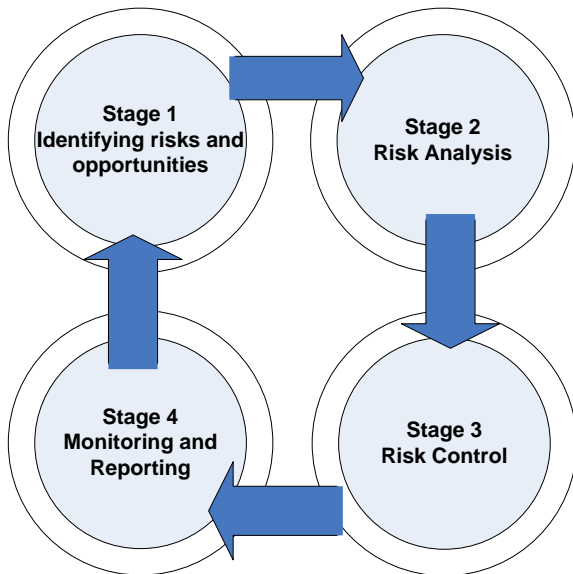 Stage 1
Identifying risks and
opportunities
Stage 2
Risk Analysis
Stage 3
Risk Control
Stage 4
Monitoring and
Reporting